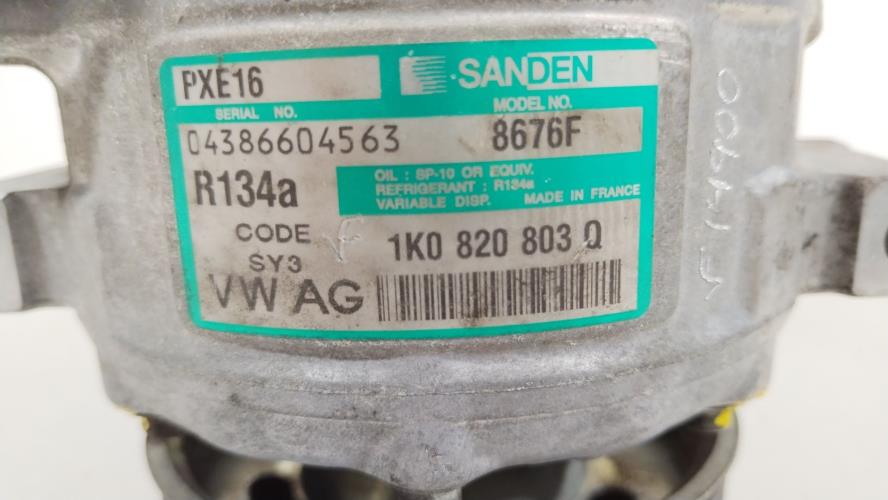 PXE16
SANDEN
SERIAL NO.
MODEL NO.
04386604563
8676F
R134a
OIL : SP-10 OR EQUIV.
REFRIGERANT : R134a
VARIABLE DISP. MADE IN FRANCE
CODE
F
1K0 820 803 Q
SY3
VW AG
VF14900